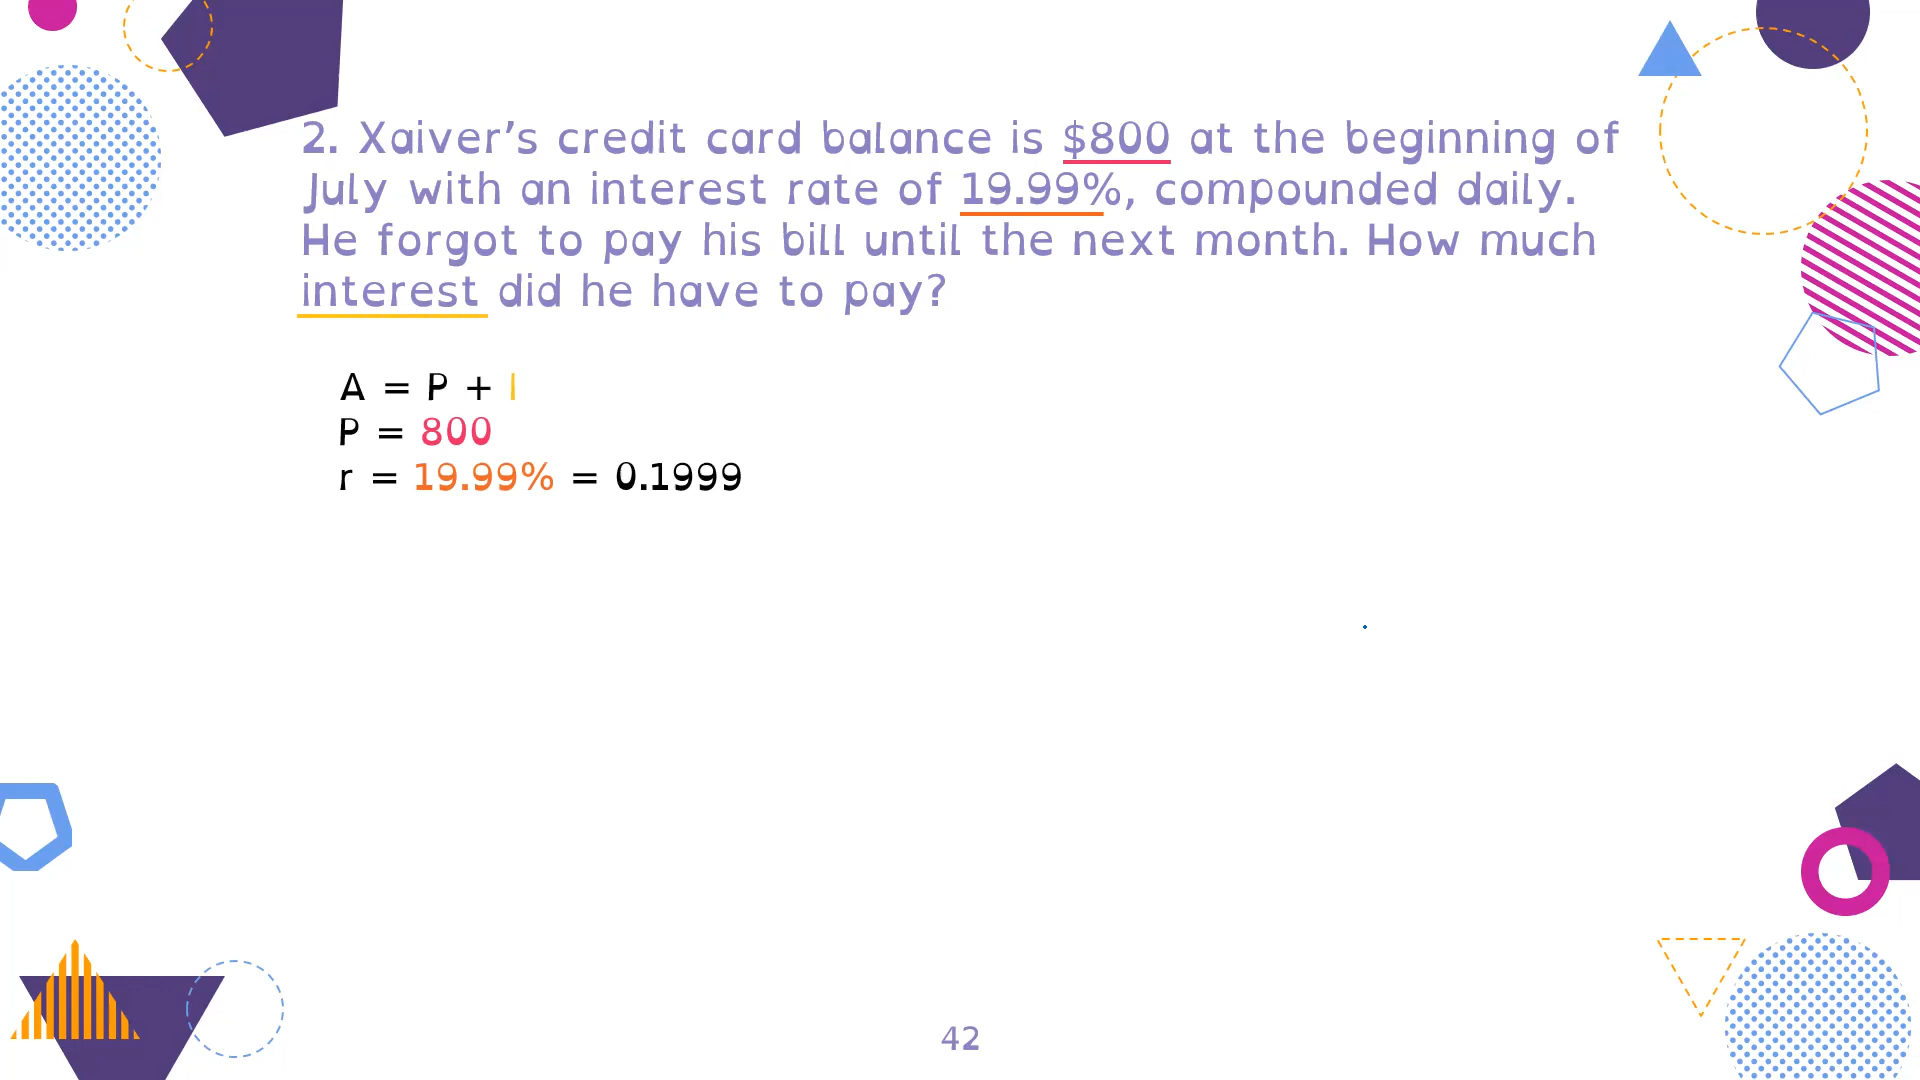 2. Xaiver’s credit card balance is $800 at the beginning of
July with an interest rate of 19.99%, compounded daily.
He forgot to pay his bill until the next month. How much
interest did he have to pay?
A = P + I
P = 800
r = 19.99% = 0.1999
42